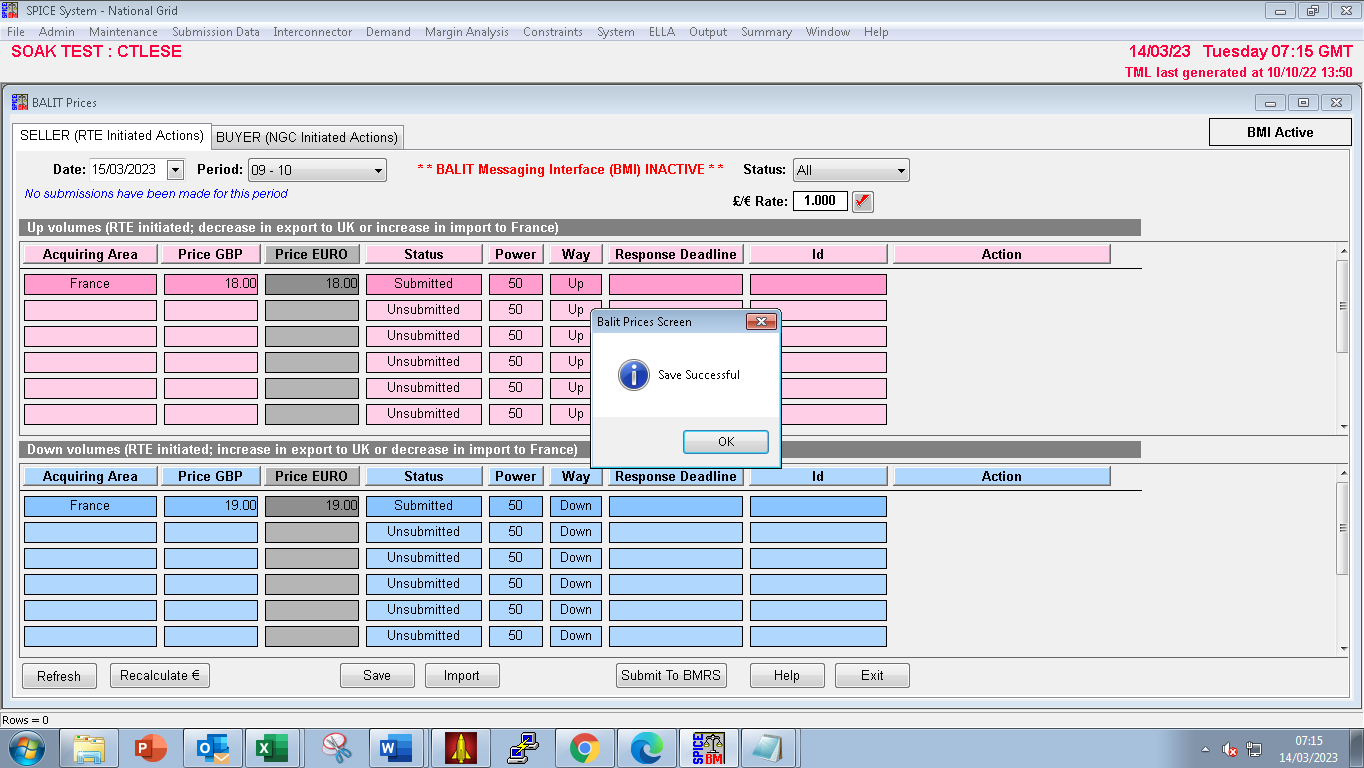 SPICE System - National Grid
File Admin Maintenance Submission Data Interconnector Demand Margin Analysis Constraints System ELLA Output Summary Window Help
SOAK TEST : CTLESE 14/03/23 Tuesday 07:15 GMT
TML last generated at 10/10/22 13:50
BALIT Prices
SELLER (RTE Initiated Actions) BUYER (NGC Initiated Actions) BMI Active
Date: 15/03/2023 Period: 09 - 10 * * BALIT Messaging Interface (BMI) INACTIVE * * Status: All
No submissions have been made for this period
£/€ Rate: 1.000
Up volumes (RTE initiated; decrease in export to UK or increase in import to France)
Acquiring Area Price GBP Price EURO Status Power Way Response Deadline Id Action
France 18.00 18.00 Submitted 50 Up
Unsubmitted 50 Up
Unsubmitted 50 Up
Unsubmitted 50 Up
Unsubmitted 50 Up
Unsubmitted 50 Up
Balit Prices Screen
Save Successful
OK
Down volumes (RTE initiated; increase in export to UK or decrease in import to France)
Acquiring Area Price GBP Price EURO Status Power Way Response Deadline Id Action
France 19.00 19.00 Submitted 50 Down
Unsubmitted 50 Down
Unsubmitted 50 Down
Unsubmitted 50 Down
Unsubmitted 50 Down
Unsubmitted 50 Down
Refresh Recalculate € Save Import Submit To BMRS Help Exit
Rows = 0
SPICE BMI
07:15
14/03/2023